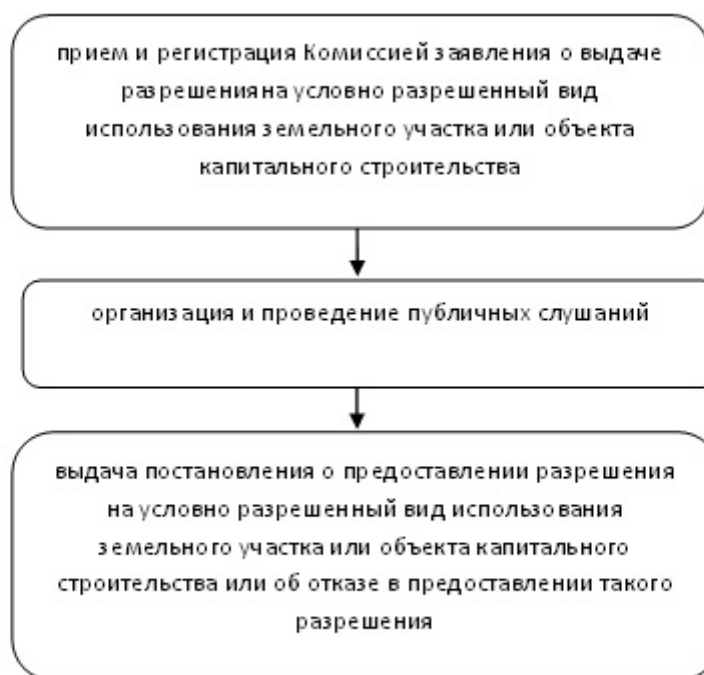 прием и регистрация Комиссией заявления о выдаче
разрешения на условно разрешенный вид
использования земельного участка или объекта
капитального строительства
организация и проведение публичных слушаний
выдача постановления о предоставлении разрешения
на условно разрешенный вид использования
земельного участка или объекта капитального
строительства или об отказе в предоставлении такого
разрешения